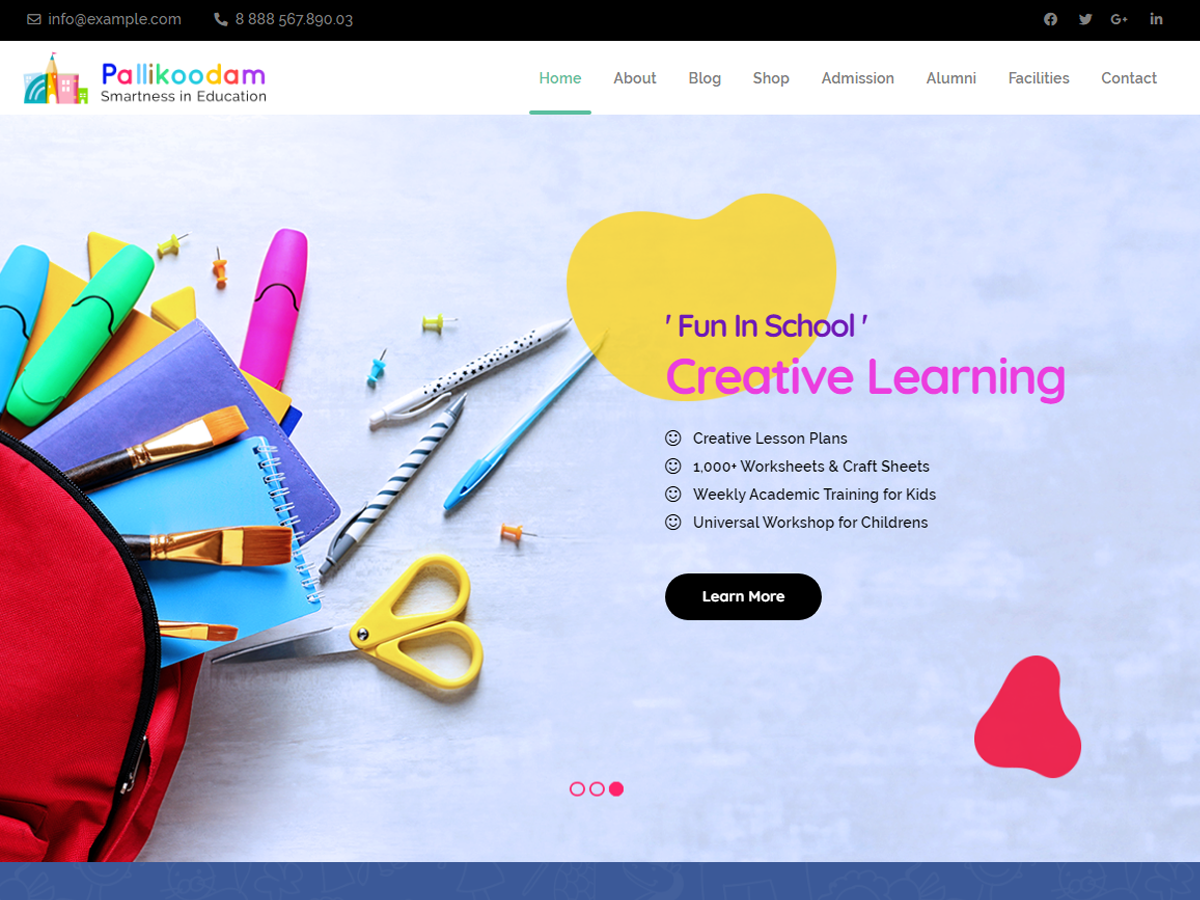 info@example.com 8 888 567.890.03
Pallikoodam
Smartness in Education
Home About Blog Shop Admission Alumni Facilities Contact
' Fun In School '
Creative Learning
Creative Lesson Plans
1,000+ Worksheets & Craft Sheets
Weekly Academic Training for Kids
Universal Workshop for Childrens
Learn More